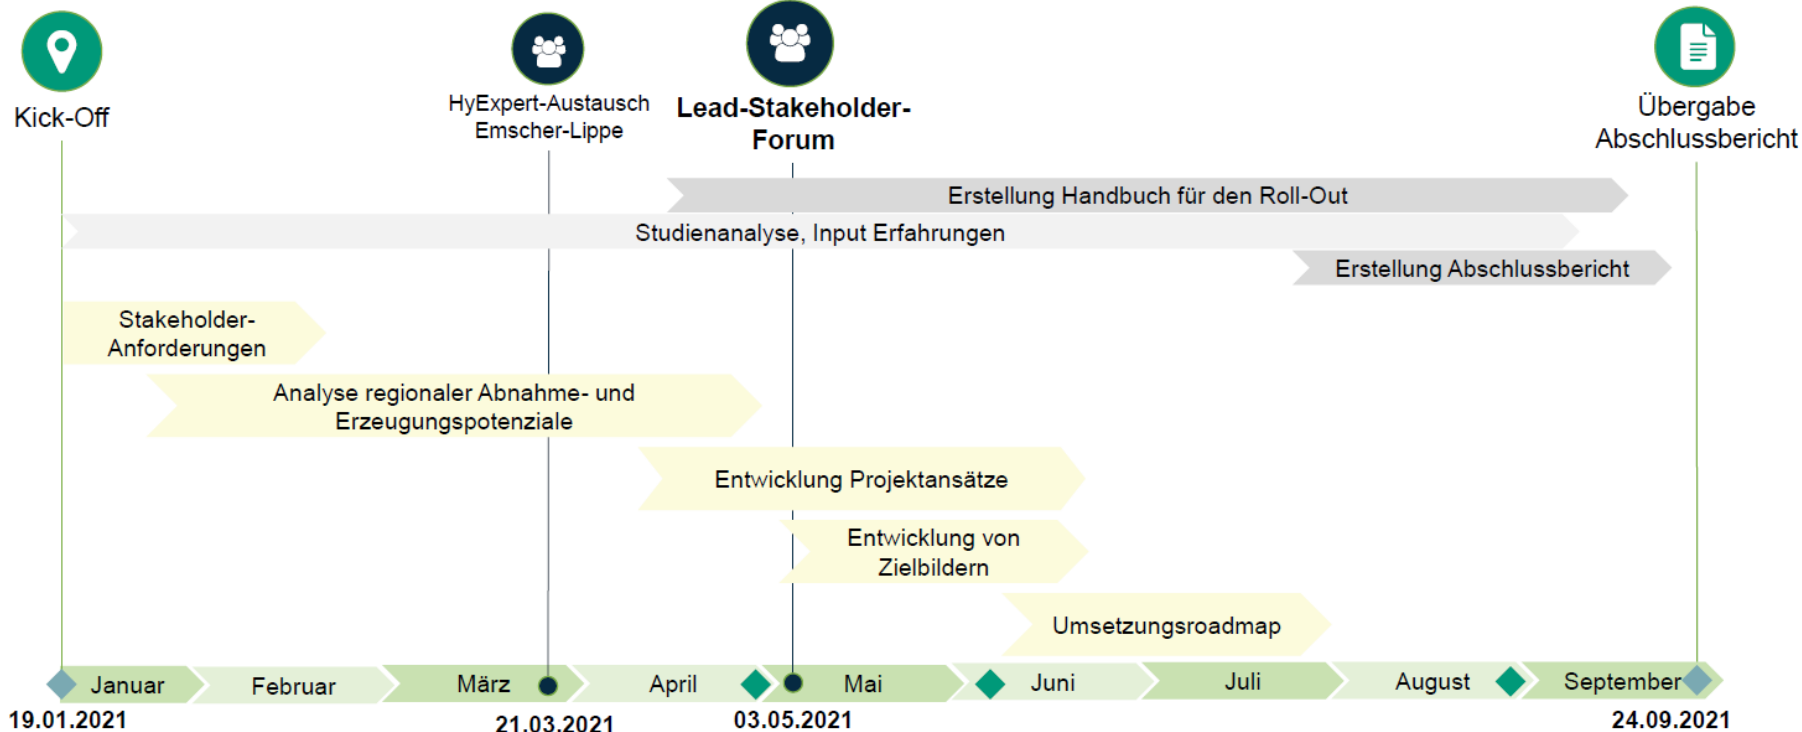 Kick-Off
HyExpert-Austausch
Emscher-Lippe
Lead-Stakeholder-
Forum
Übergabe
Abschlussbericht
Erstellung Handbuch für den Roll-Out
Studienanalyse, Input Erfahrungen
Erstellung Abschlussbericht
Stakeholder-
Anforderungen
Analyse regionaler Abnahme- und
Erzeugungspotenziale
Entwicklung Projektansätze
Entwicklung von
Zielbildern
Umsetzungsroadmap
Januar
Februar
März
April
Mai
Juni
Juli
August
September
19.01.2021
21.03.2021
03.05.2021
24.09.2021